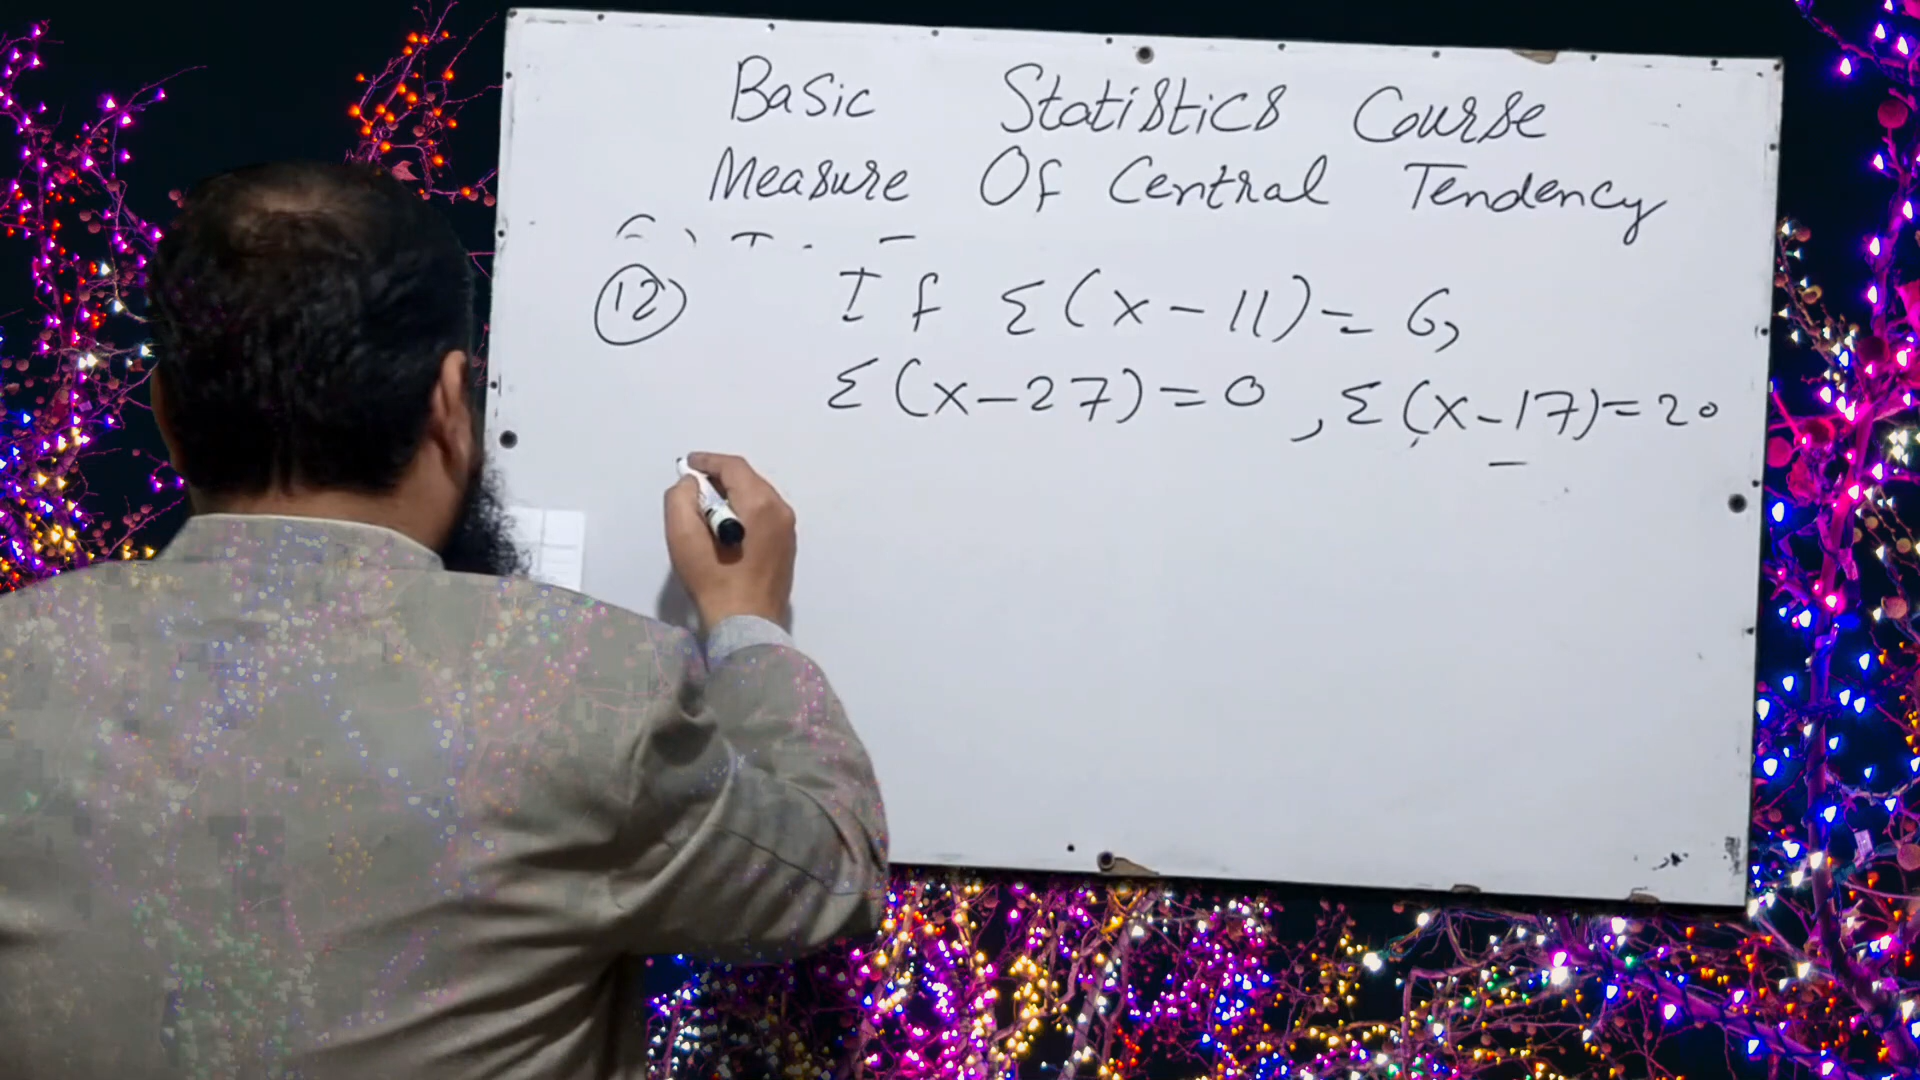 Basic Statistics Course
Measure Of Central Tendency
(12) If Σ(x-11)=6,
Σ(x-27)=0, Σ(x-17)=20